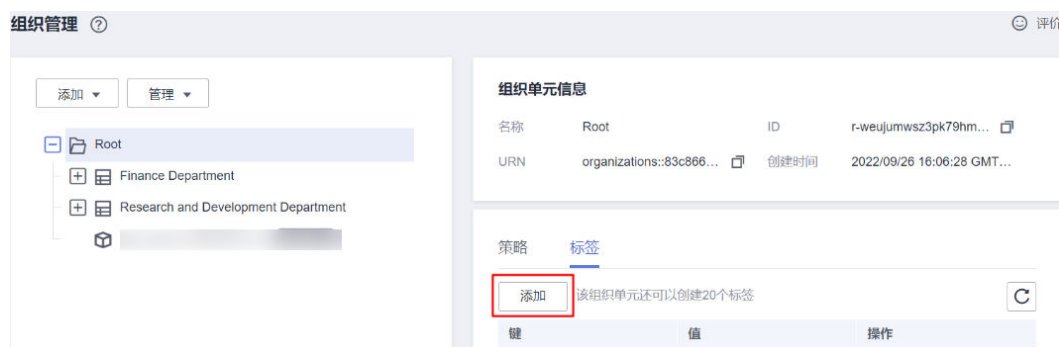 组织管理
评价
添加 管理
Root
Finance Department
Research and Development Department
组织单元信息
名称 Root ID r-weujumwsz3pk79hm...
URN organizations::83c866... 创建时间 2022/09/26 16:06:28 GMT...
策略 标签
添加 该组织单元还可以创建20个标签
键 值 操作